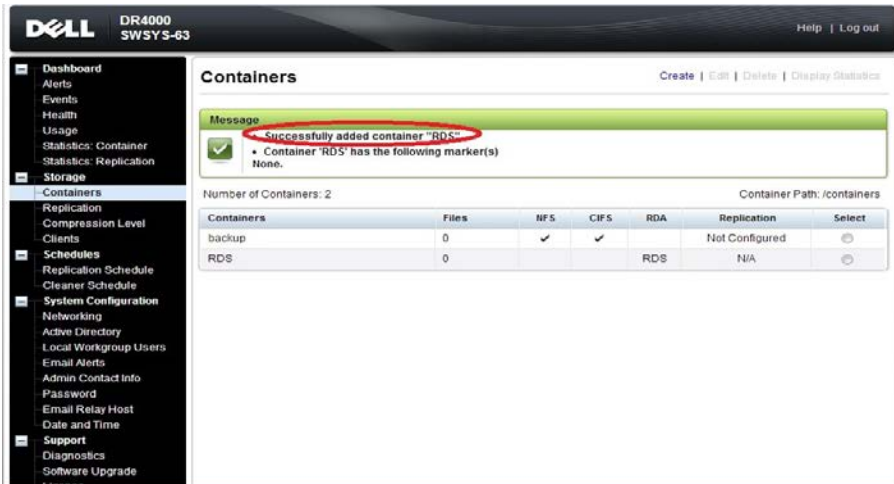 DELL
DR4000
SWSYS-63
Help | Log out
Dashboard
Alerts
Events
Health
Usage
Statistics: Container
Statistics: Replication
Storage
Containers
Replication
Compression Level
Clients
Schedules
Replication Schedule
Cleaner Schedule
System Configuration
Networking
Active Directory
Local Workgroup Users
Email Alerts
Admin Contact Info
Password
Email Relay Host
Date and Time
Support
Diagnostics
Software Upgrade
Containers
Create | Edit | Delete | Display Statistics
Message
• Successfully added container "RDS"
• Container 'RDS' has the following marker(s)
None.
Number of Containers: 2 Container Path: /containers
Containers Files NFS CIFS RDA Replication Select
backup 0 ✔ ✔ Not Configured
RDS 0 RDS N/A